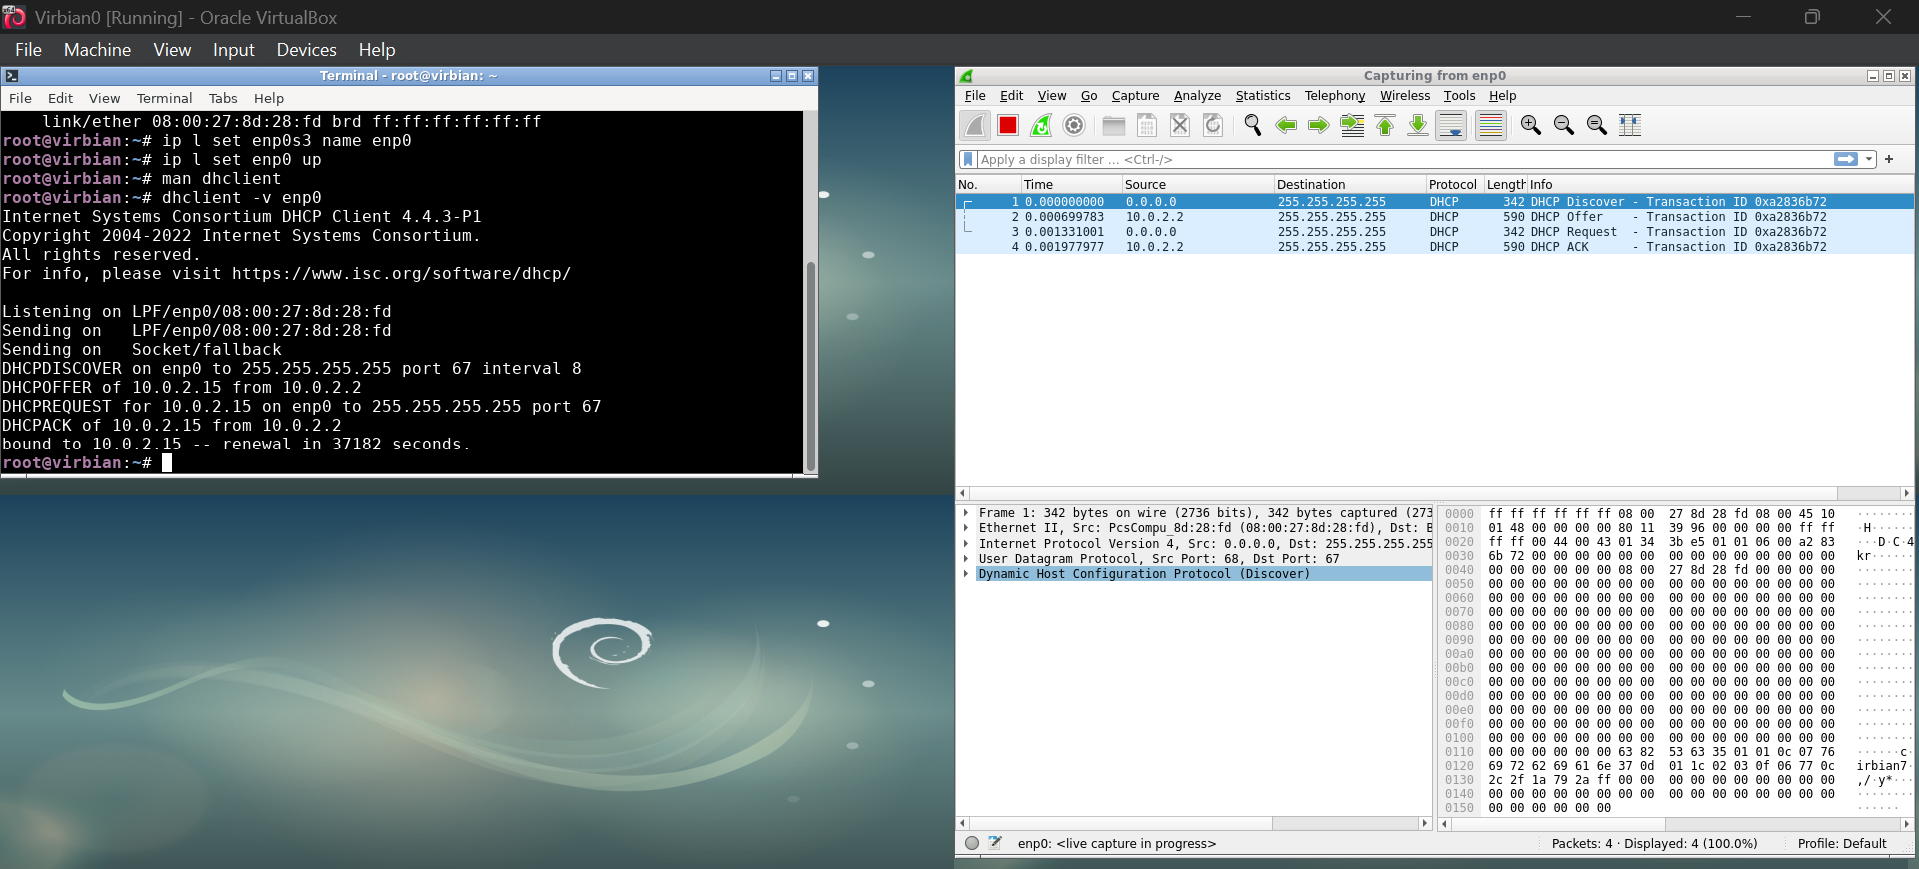 Virbian0 [Running] - Oracle VirtualBox
File Machine View Input Devices Help
Terminal - root@virbian: ~
File Edit View Terminal Tabs Help
link/ether 08:00:27:8d:28:fd brd ff:ff:ff:ff:ff:ff
root@virbian:~# ip l set enp0s3 name enp0
root@virbian:~# ip l set enp0 up
root@virbian:~# man dhclient
root@virbian:~# dhclient -v enp0
Internet Systems Consortium DHCP Client 4.4.3-P1
Copyright 2004-2022 Internet Systems Consortium.
All rights reserved.
For info, please visit https://www.isc.org/software/dhcp/
Listening on LPF/enp0/08:00:27:8d:28:fd
Sending on   LPF/enp0/08:00:27:8d:28:fd
Sending on   Socket/fallback
DHCPDISCOVER on enp0 to 255.255.255.255 port 67 interval 8
DHCPOFFER of 10.0.2.15 from 10.0.2.2
DHCPREQUEST for 10.0.2.15 on enp0 to 255.255.255.255 port 67
DHCPACK of 10.0.2.15 from 10.0.2.2
bound to 10.0.2.15 -- renewal in 37182 seconds.
root@virbian:~#
Capturing from enp0
File Edit View Go Capture Analyze Statistics Telephony Wireless Tools Help
Apply a display filter ... <Ctrl-/>
No. Time Source Destination Protocol Length Info
1 0.000000000 0.0.0.0 255.255.255.255 DHCP 342 DHCP Discover - Transaction ID 0xa2836b72
2 0.000699783 10.0.2.2 255.255.255.255 DHCP 590 DHCP Offer - Transaction ID 0xa2836b72
3 0.001331001 0.0.0.0 255.255.255.255 DHCP 342 DHCP Request - Transaction ID 0xa2836b72
4 0.001977977 10.0.2.2 255.255.255.255 DHCP 590 DHCP ACK - Transaction ID 0xa2836b72
Frame 1: 342 bytes on wire (2736 bits), 342 bytes captured (273
Ethernet II, Src: PcsCompu_8d:28:fd (08:00:27:8d:28:fd), Dst: B
Internet Protocol Version 4, Src: 0.0.0.0, Dst: 255.255.255.255
User Datagram Protocol, Src Port: 68, Dst Port: 67
Dynamic Host Configuration Protocol (Discover)
0000 ff ff ff ff ff ff 08 00 27 8d 28 fd 08 00 45 10 ········
0010 01 48 00 00 00 00 80 11 39 96 00 00 00 00 ff ff ·H······
0020 ff ff 00 44 00 43 01 34 3b e5 01 01 06 00 a2 83 ···D·C·4
0030 6b 72 00 00 00 00 00 00 00 00 00 00 00 00 00 00 kr······
0040 00 00 00 00 00 00 08 00 27 8d 28 fd 00 00 00 00 ········
0050 00 00 00 00 00 00 00 00 00 00 00 00 00 00 00 00 ········
0060 00 00 00 00 00 00 00 00 00 00 00 00 00 00 00 00 ········
0070 00 00 00 00 00 00 00 00 00 00 00 00 00 00 00 00 ········
0080 00 00 00 00 00 00 00 00 00 00 00 00 00 00 00 00 ········
0090 00 00 00 00 00 00 00 00 00 00 00 00 00 00 00 00 ········
00a0 00 00 00 00 00 00 00 00 00 00 00 00 00 00 00 00 ········
00b0 00 00 00 00 00 00 00 00 00 00 00 00 00 00 00 00 ········
00c0 00 00 00 00 00 00 00 00 00 00 00 00 00 00 00 00 ········
00d0 00 00 00 00 00 00 00 00 00 00 00 00 00 00 00 00 ········
00e0 00 00 00 00 00 00 00 00 00 00 00 00 00 00 00 00 ········
00f0 00 00 00 00 00 00 00 00 00 00 00 00 00 00 00 00 ········
0100 00 00 00 00 00 00 00 00 00 00 00 00 00 00 00 00 ········
0110 00 00 00 00 00 00 63 82 53 63 35 01 01 0c 07 76 ······c·
0120 69 72 62 69 61 6e 37 0d 01 1c 02 03 0f 06 77 0c irbian7·
0130 2c 2f 1a 79 2a ff 00 00 00 00 00 00 00 00 00 00 ,/·y*···
0140 00 00 00 00 00 00 00 00 00 00 00 00 00 00 00 00 ········
0150 00 00 00 00 00 00 ······
enp0: <live capture in progress>
Packets: 4 · Displayed: 4 (100.0%)
Profile: Default